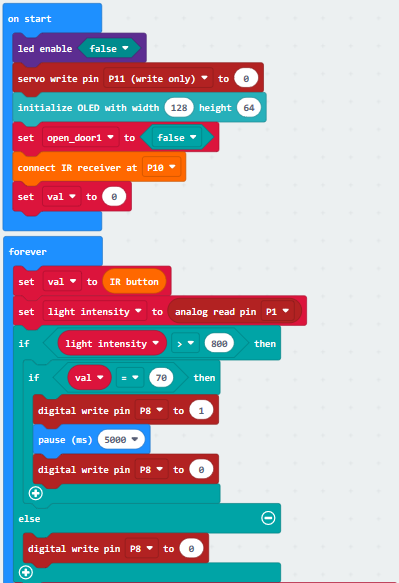 on start
led enable false
servo write pin P11 (write only) to 0
initialize OLED with width 128 height 64
set open_door1 to false
connect IR receiver at P10
set val to 0
forever
set val to IR button
set light intensity to analog read pin P1
if light intensity > 800 then
if val = 70 then
digital write pin P8 to 1
pause (ms) 5000
digital write pin P8 to 0
else
digital write pin P8 to 0